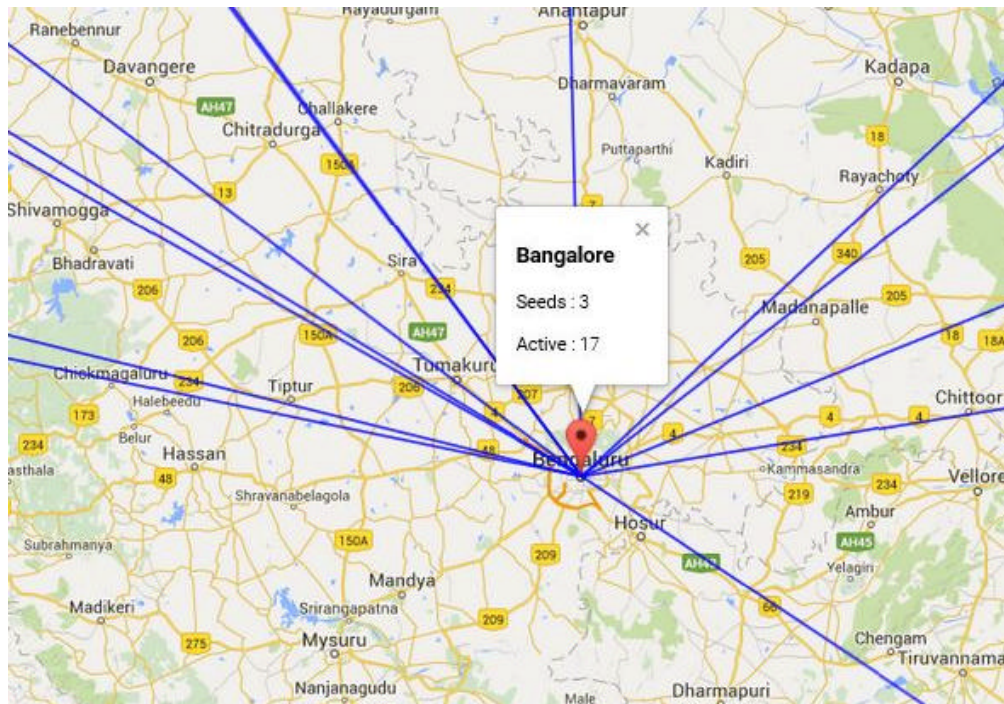 Rayadurgam
Anantapur
Ranebennur
Davangere
Kadapa
Dharmavaram
AH47
Challakere
Chitradurga
18
Puttaparthi
150A
Kadiri
Rayachoty
13
7
Shivamogga
×
Bangalore
340
Bhadravati
Sira
205
206
234
Seeds : 3
205
Madanapalle
150A
AH47
18
18A
206
Active : 17
Tumakuru
Chickmagaluru
234
Tiptur
206
207
Halebeedu
4
Chittoor
173
7
4
4
4
Belur
234
48
234
Hassan
Bengaluru
asthala
Kammasandra
48
Vellore
219
234
Shravanabelagola
Ambur
Hosur
150A
AH45
Subrahmanya
209
Yelagiri
Mandya
Madikeri
Srirangapatna
66
209
275
Mysuru
Chengam
Tiruvannama
Nanjanagudu
Male
Dharmapuri